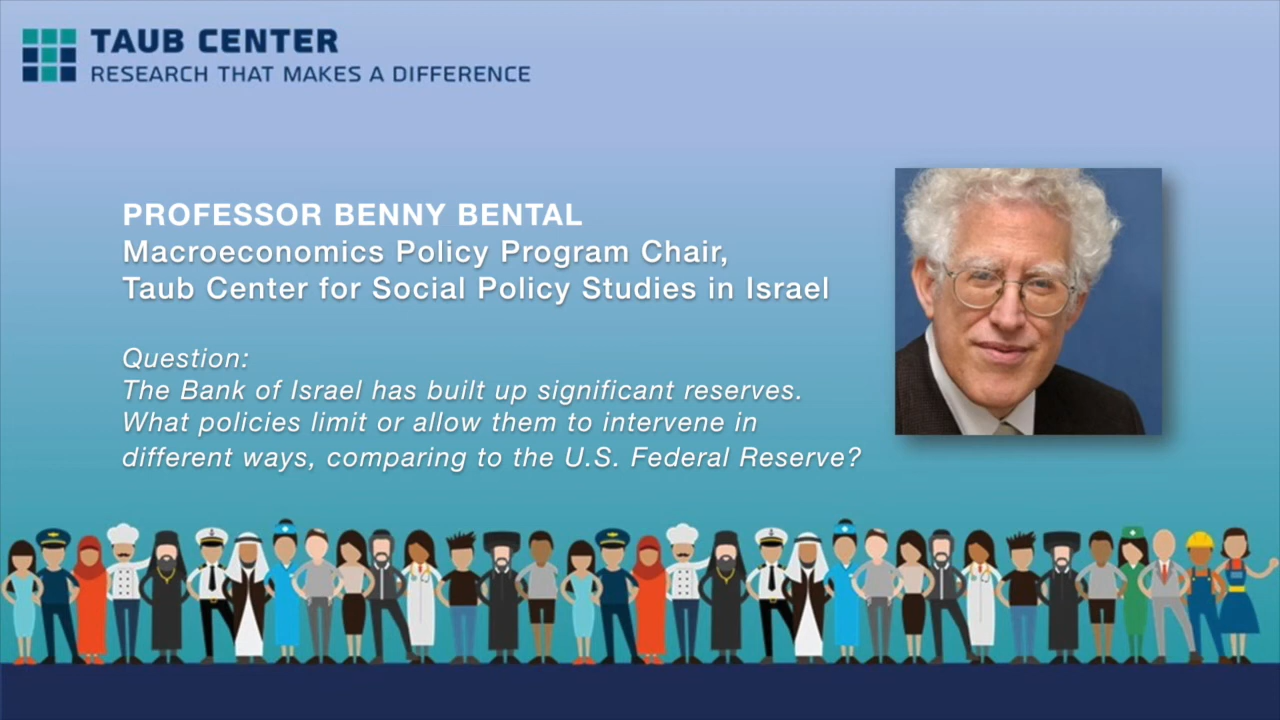 TAUB CENTER
RESEARCH THAT MAKES A DIFFERENCE
PROFESSOR BENNY BENTAL
Macroeconomics Policy Program Chair,
Taub Center for Social Policy Studies in Israel
Question:
The Bank of Israel has built up significant reserves.
What policies limit or allow them to intervene in
different ways, comparing to the U.S. Federal Reserve?